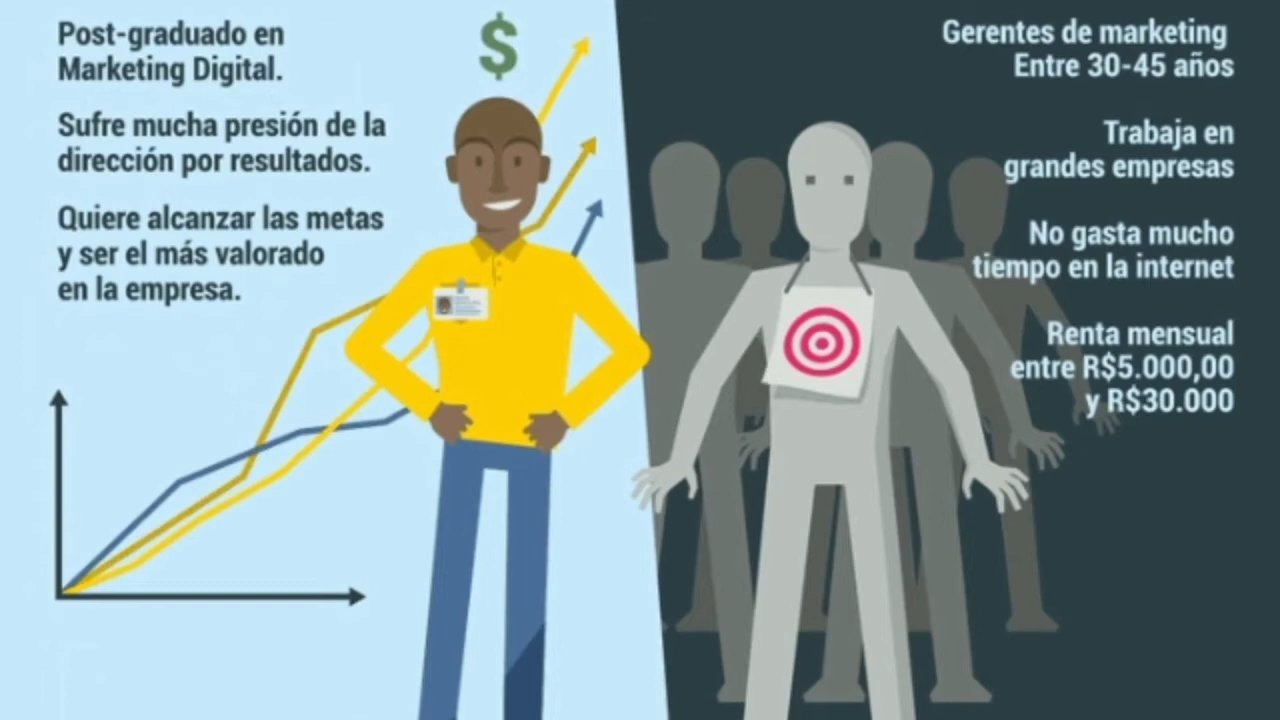 Post-graduado en
Marketing Digital.
Sufre mucha presión de la
dirección por resultados.
Quiere alcanzar las metas
y ser el más valorado
en la empresa.
$
Gerentes de marketing
Entre 30-45 años
Trabaja en
grandes empresas
No gasta mucho
tiempo en la internet
Renta mensual
entre R$5.000,00
y R$30.000